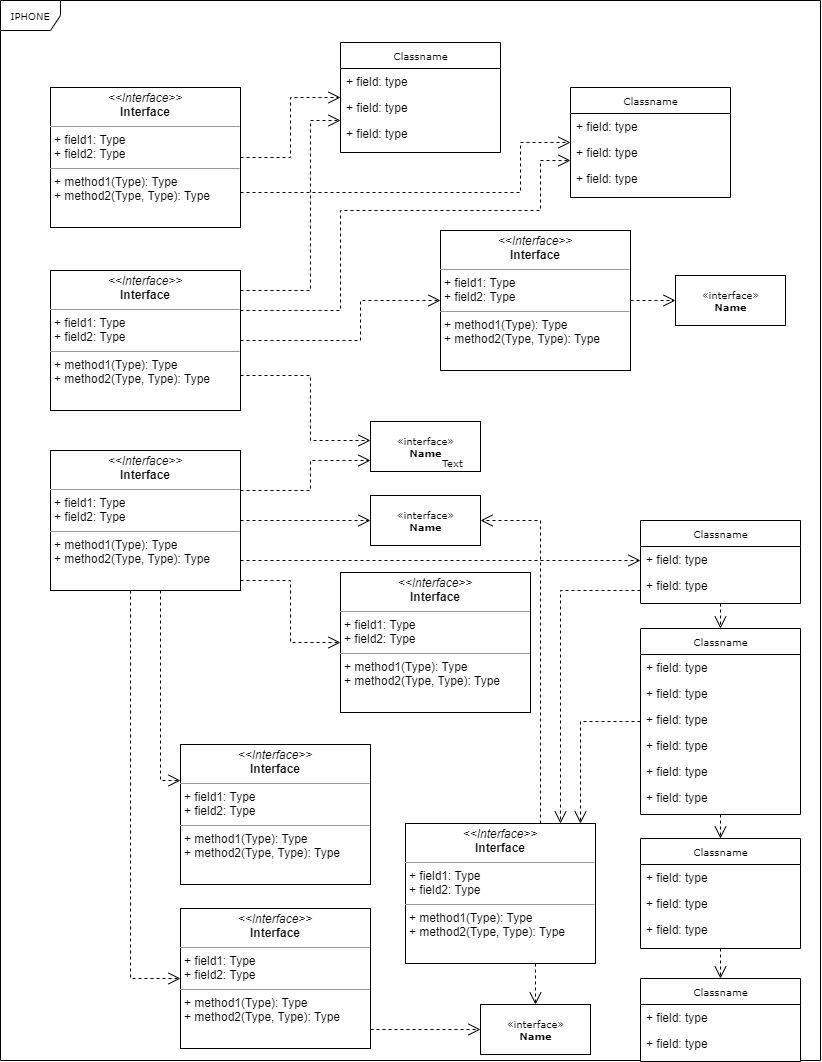 IPHONE
Classname
+ field: type
+ field: type
+ field: type
<<Interface>>
Interface
+ field1: Type
+ field2: Type
+ method1(Type): Type
+ method2(Type, Type): Type
Classname
+ field: type
+ field: type
+ field: type
<<Interface>>
Interface
+ field1: Type
+ field2: Type
+ method1(Type): Type
+ method2(Type, Type): Type
<<Interface>>
Interface
+ field1: Type
+ field2: Type
+ method1(Type): Type
+ method2(Type, Type): Type
«interface»
Name
«interface»
Name
Text
<<Interface>>
Interface
+ field1: Type
+ field2: Type
+ method1(Type): Type
+ method2(Type, Type): Type
«interface»
Name
Classname
+ field: type
+ field: type
<<Interface>>
Interface
+ field1: Type
+ field2: Type
+ method1(Type): Type
+ method2(Type, Type): Type
Classname
+ field: type
+ field: type
+ field: type
+ field: type
+ field: type
+ field: type
<<Interface>>
Interface
+ field1: Type
+ field2: Type
+ method1(Type): Type
+ method2(Type, Type): Type
<<Interface>>
Interface
+ field1: Type
+ field2: Type
+ method1(Type): Type
+ method2(Type, Type): Type
Classname
+ field: type
+ field: type
+ field: type
<<Interface>>
Interface
+ field1: Type
+ field2: Type
+ method1(Type): Type
+ method2(Type, Type): Type
«interface»
Name
Classname
+ field: type
+ field: type